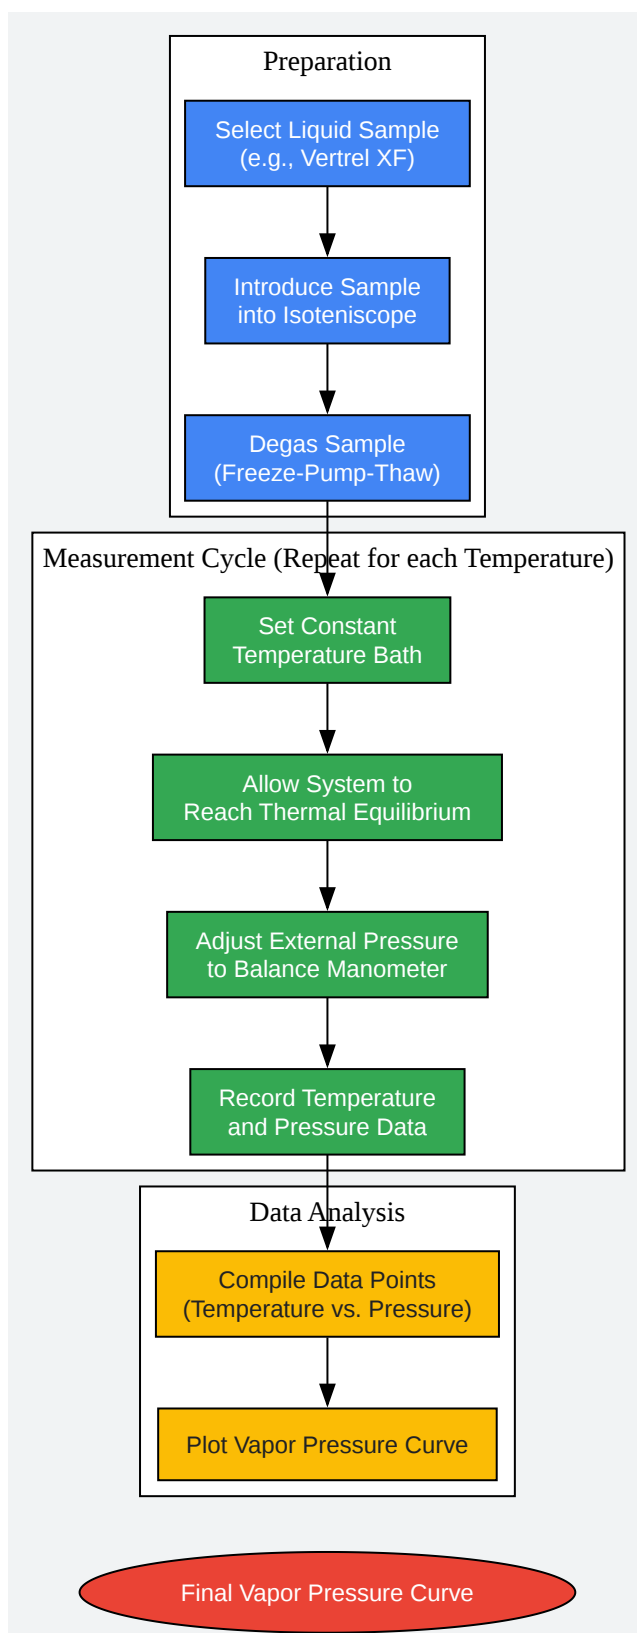 Preparation
Select Liquid Sample
(e.g., Vertrel XF)
Introduce Sample
into Isoteniscope
Degas Sample
(Freeze-Pump-Thaw)
Measurement Cycle (Repeat for each Temperature)
Set Constant
Temperature Bath
Allow System to
Reach Thermal Equilibrium
Adjust External Pressure
to Balance Manometer
Record Temperature
and Pressure Data
Data Analysis
Compile Data Points
(Temperature vs. Pressure)
Plot Vapor Pressure Curve
Final Vapor Pressure Curve